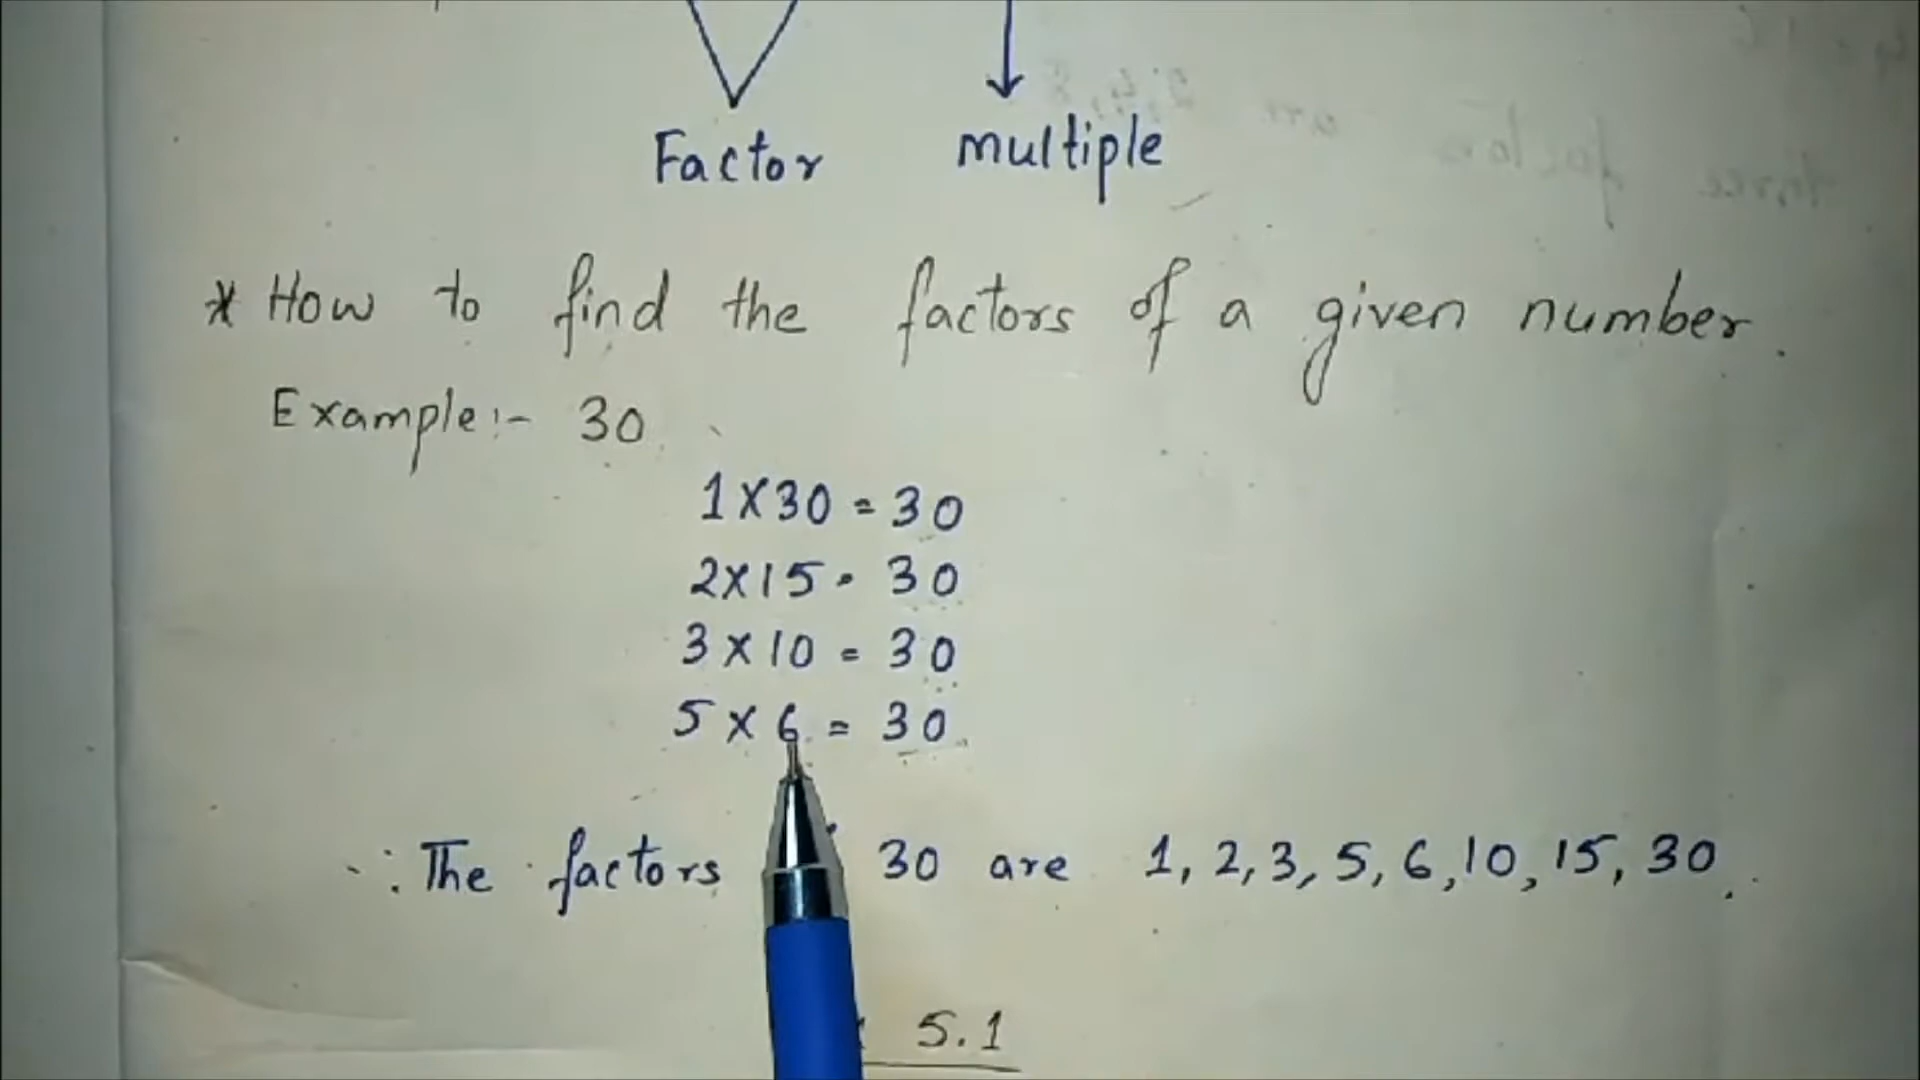 Factor multiple
* How to find the factors of a given number.
Example:- 30
1 X 30 = 30
2 X 15 = 30
3 X 10 = 30
5 X 6 = 30
∴ The factors 30 are 1, 2, 3, 5, 6, 10, 15, 30.
5.1